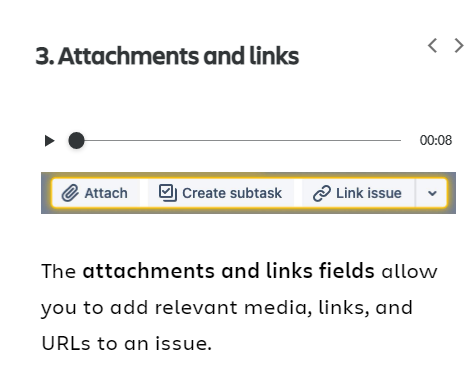 3. Attachments and links
00:08
Attach Create subtask Link issue
The attachments and links fields allow
you to add relevant media, links, and
URLs to an issue.